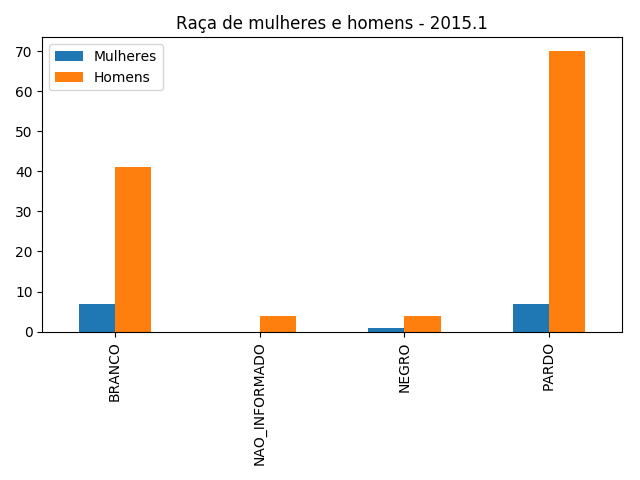 Raça de mulheres e homens - 2015.1
Mulheres
Homens
70
60
50
40
30
20
10
0
BRANCO
NAO_INFORMADO
NEGRO
PARDO